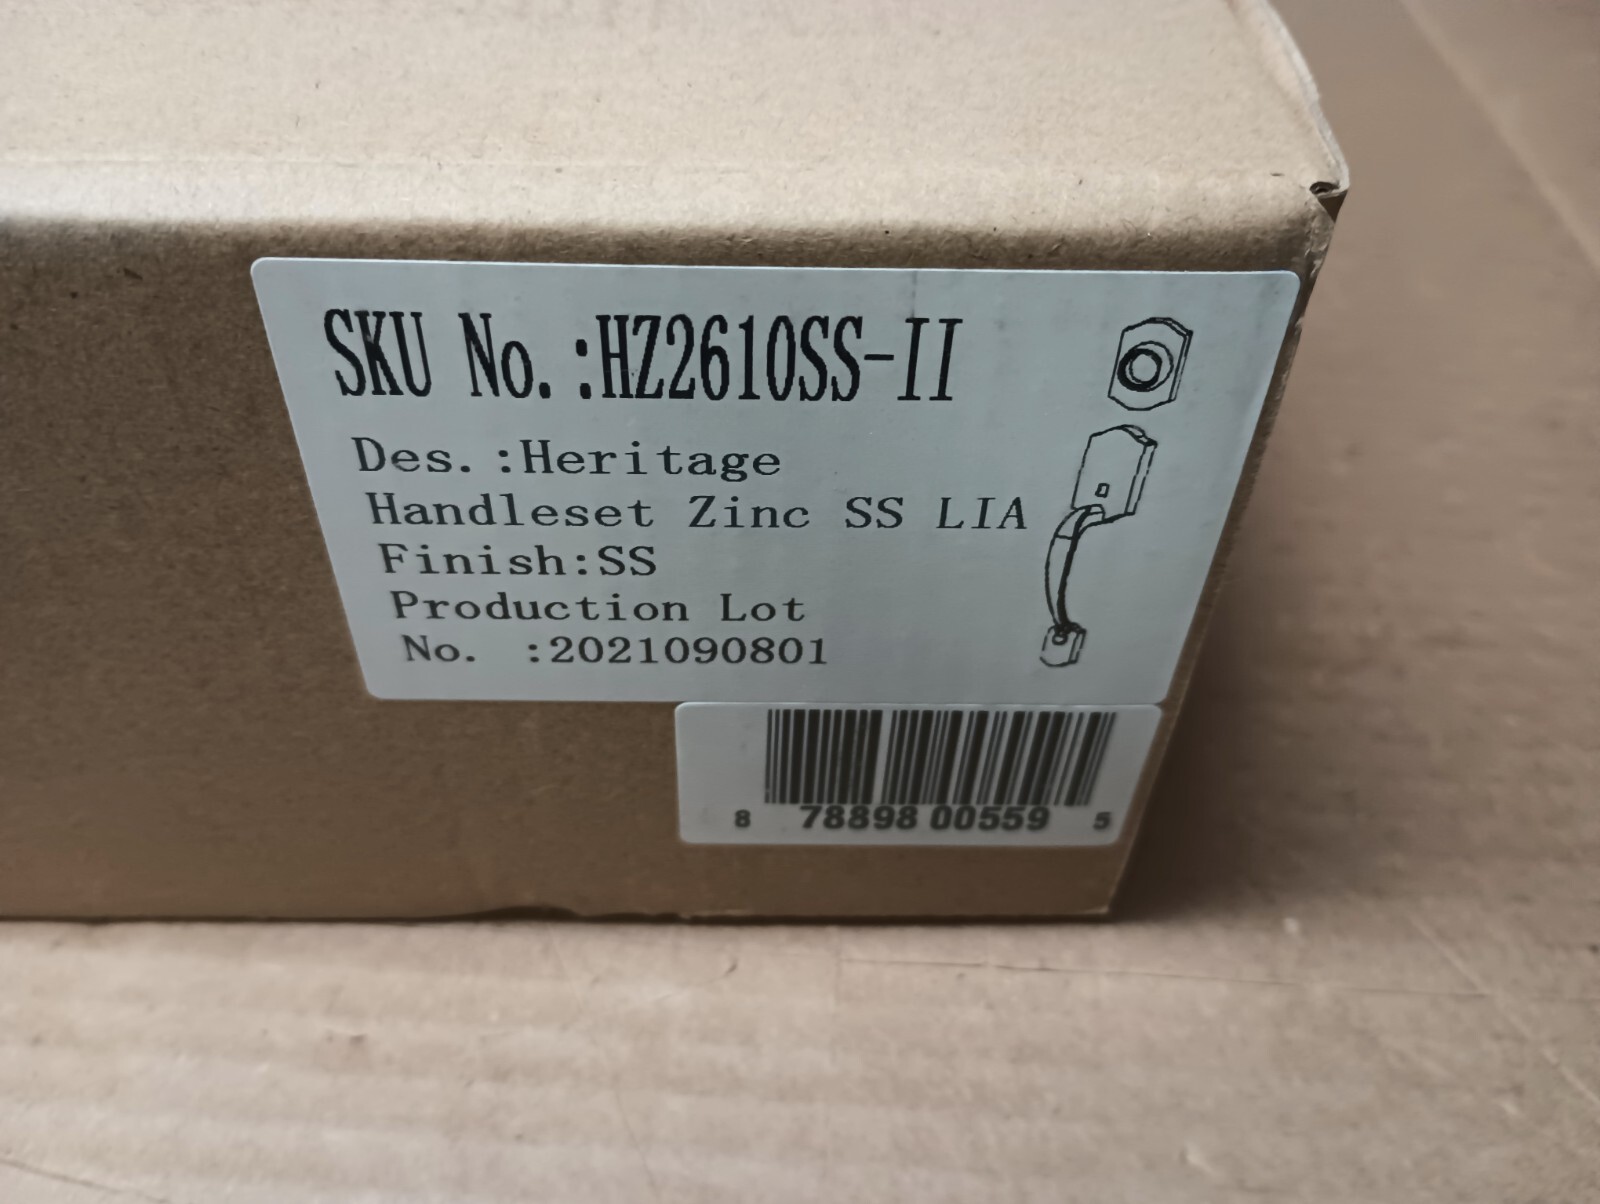 SKU No.:HZ2610SS-II
Des.:Heritage
Handleset Zinc SS LIA
Finish:SS
Production Lot
No. :2021090801
8 78898 00559 5